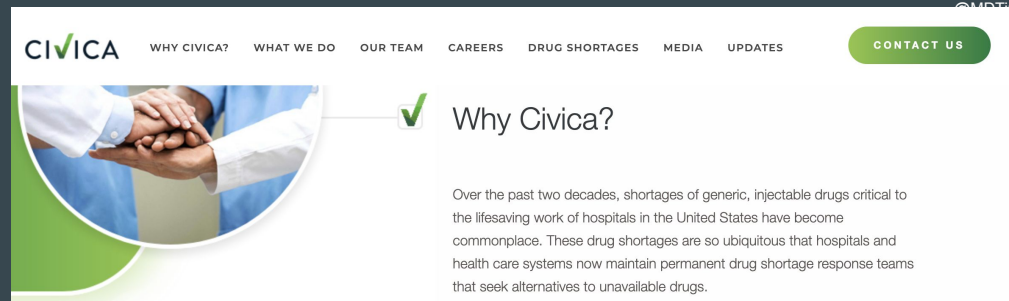 CIVICA
WHY CIVICA? WHAT WE DO OUR TEAM CAREERS DRUG SHORTAGES MEDIA UPDATES
CONTACT US
Why Civica?
Over the past two decades, shortages of generic, injectable drugs critical to
the lifesaving work of hospitals in the United States have become
commonplace. These drug shortages are so ubiquitous that hospitals and
health care systems now maintain permanent drug shortage response teams
that seek alternatives to unavailable drugs.